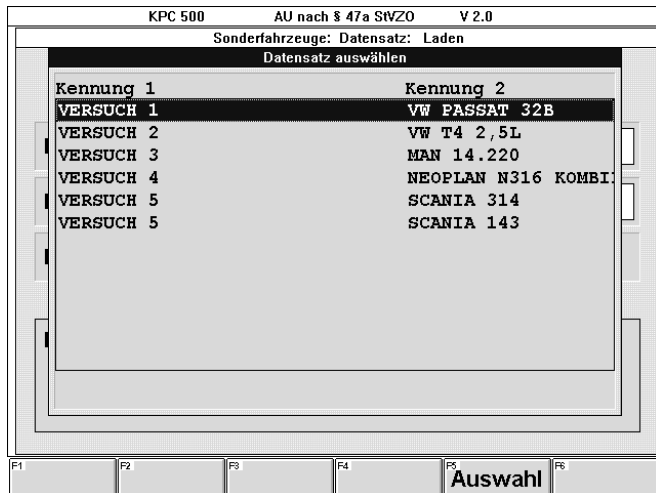 KPC 500 AU nach § 47a StVZO V 2.0
Sonderfahrzeuge: Datensatz: Laden
Datensatz auswählen
Kennung 1 Kennung 2
VERSUCH 1 VW PASSAT 32B
VERSUCH 2 VW T4 2,5L
VERSUCH 3 MAN 14.220
VERSUCH 4 NEOPLAN N316 KOMBI
VERSUCH 5 SCANIA 314
VERSUCH 5 SCANIA 143
F1 F2 F3 F4 F5 Auswahl F6